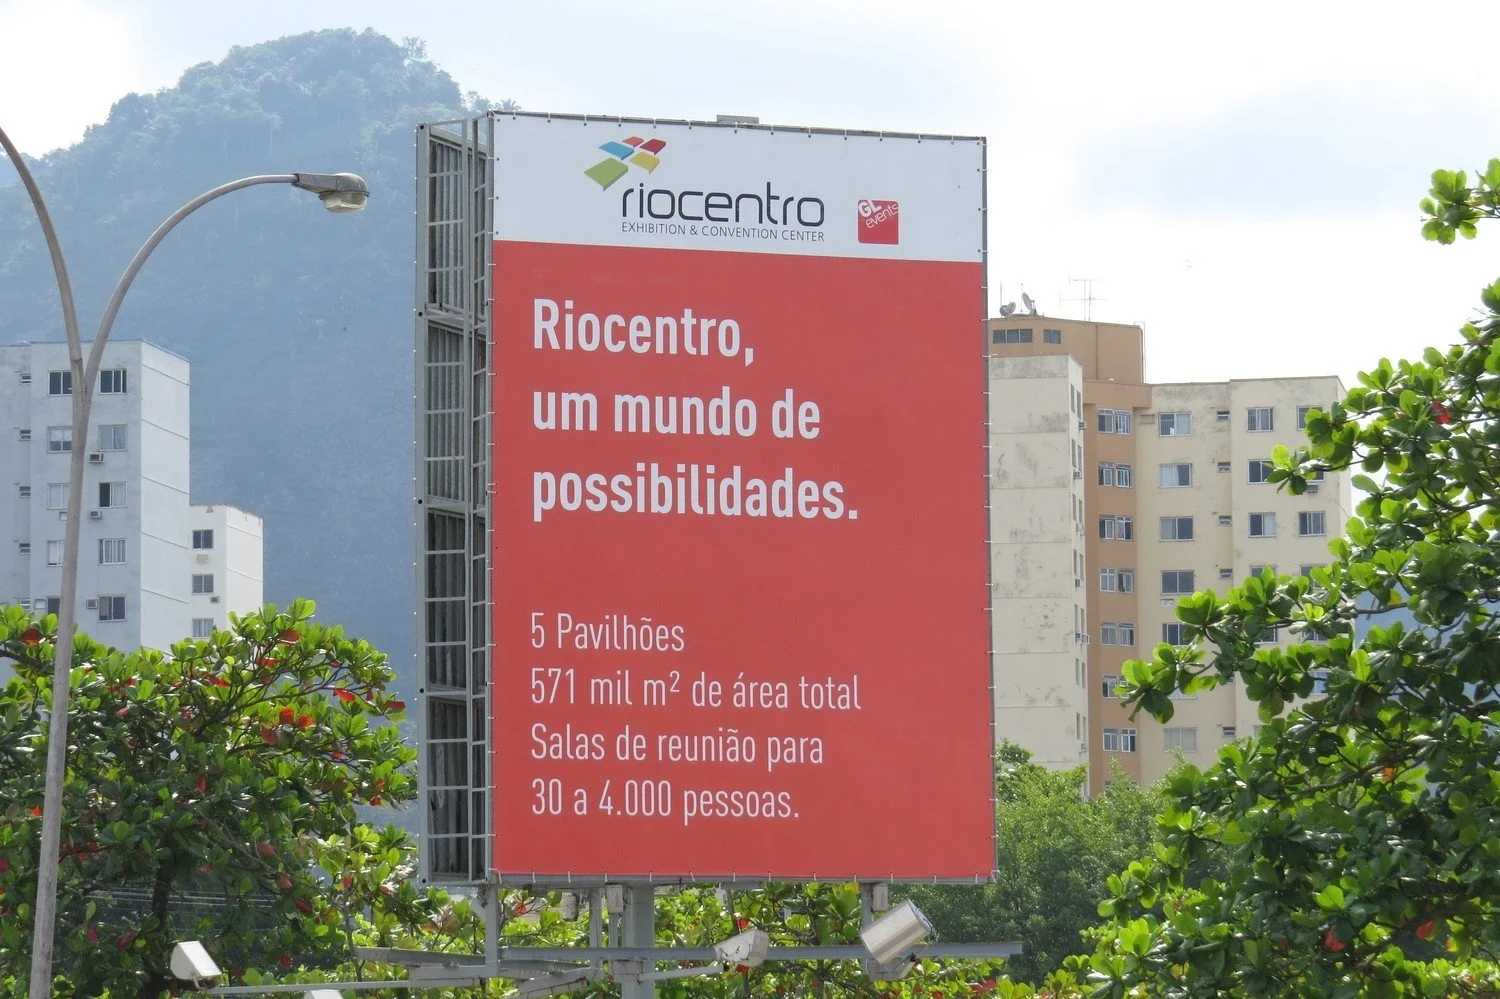 riocentro
EXHIBITION & CONVENTION CENTER
GL
events
Riocentro,
um mundo de
possibilidades.
5 Pavilhões
571 mil m² de área total
Salas de reunião para
30 a 4.000 pessoas.